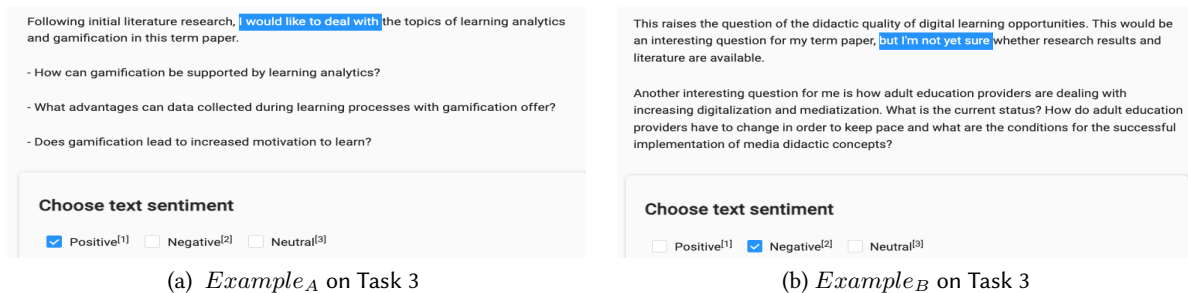 Following initial literature research, I would like to deal with the topics of learning analytics
and gamification in this term paper.
- How can gamification be supported by learning analytics?
- What advantages can data collected during learning processes with gamification offer?
- Does gamification lead to increased motivation to learn?
Choose text sentiment
Positive[1] Negative[2] Neutral[3]
(a) ExampleA on Task 3
This raises the question of the didactic quality of digital learning opportunities. This would be
an interesting question for my term paper, but I'm not yet sure whether research results and
literature are available.
Another interesting question for me is how adult education providers are dealing with
increasing digitalization and mediatization. What is the current status? How do adult education
providers have to change in order to keep pace and what are the conditions for the successful
implementation of media didactic concepts?
Choose text sentiment
Positive[1] Negative[2] Neutral[3]
(b) ExampleB on Task 3